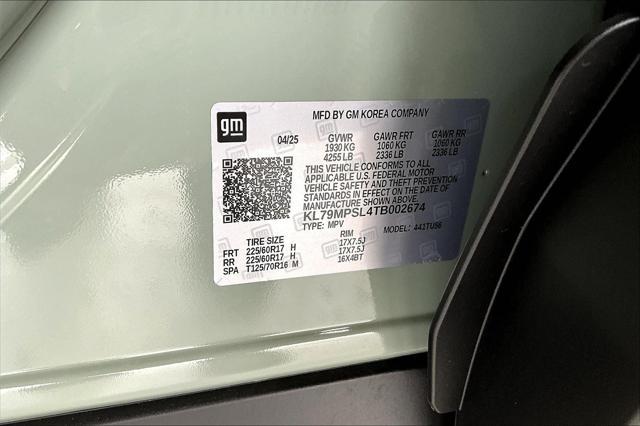 gm
MFD BY GM KOREA COMPANY
04/25 GVWR GAWR FRT GAWR RR
1930 KG 1060 KG 1060 KG
4255 LB 2336 LB 2336 LB
THIS VEHICLE CONFORMS TO ALL
APPLICABLE U.S. FEDERAL MOTOR
VEHICLE SAFETY AND THEFT PREVENTION
STANDARDS IN EFFECT ON THE DATE OF
MANUFACTURE SHOWN ABOVE
KL79MPSL4TB002674
TYPE: MPV MODEL: 441TU56
TIRE SIZE RIM
FRT 225/60R17 H 17X7.5J
RR 225/60R17 H 17X7.5J
SPA T125/70R16 M 16X4BT